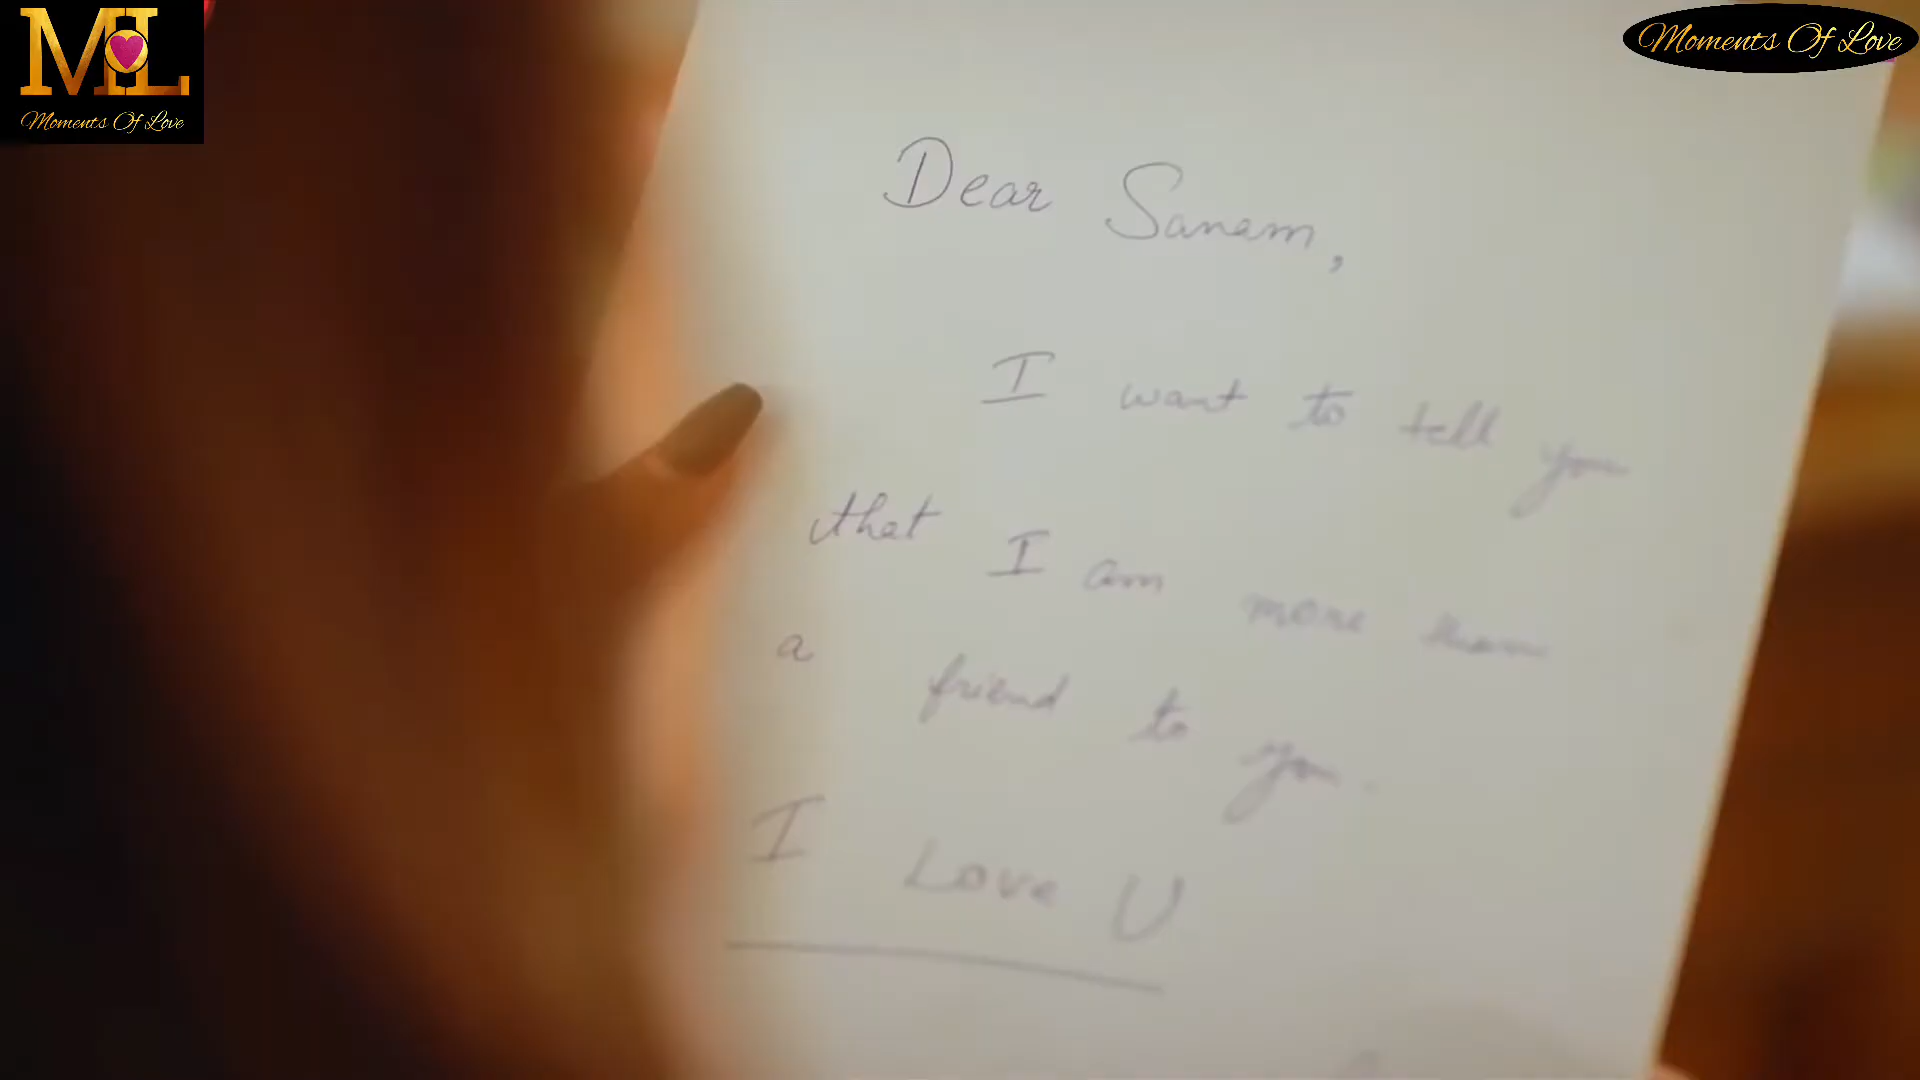 ML
Moments Of Love
Moments Of Love
Dear Sanam,
I want to tell you
that I am more than
a friend to you.
I Love U